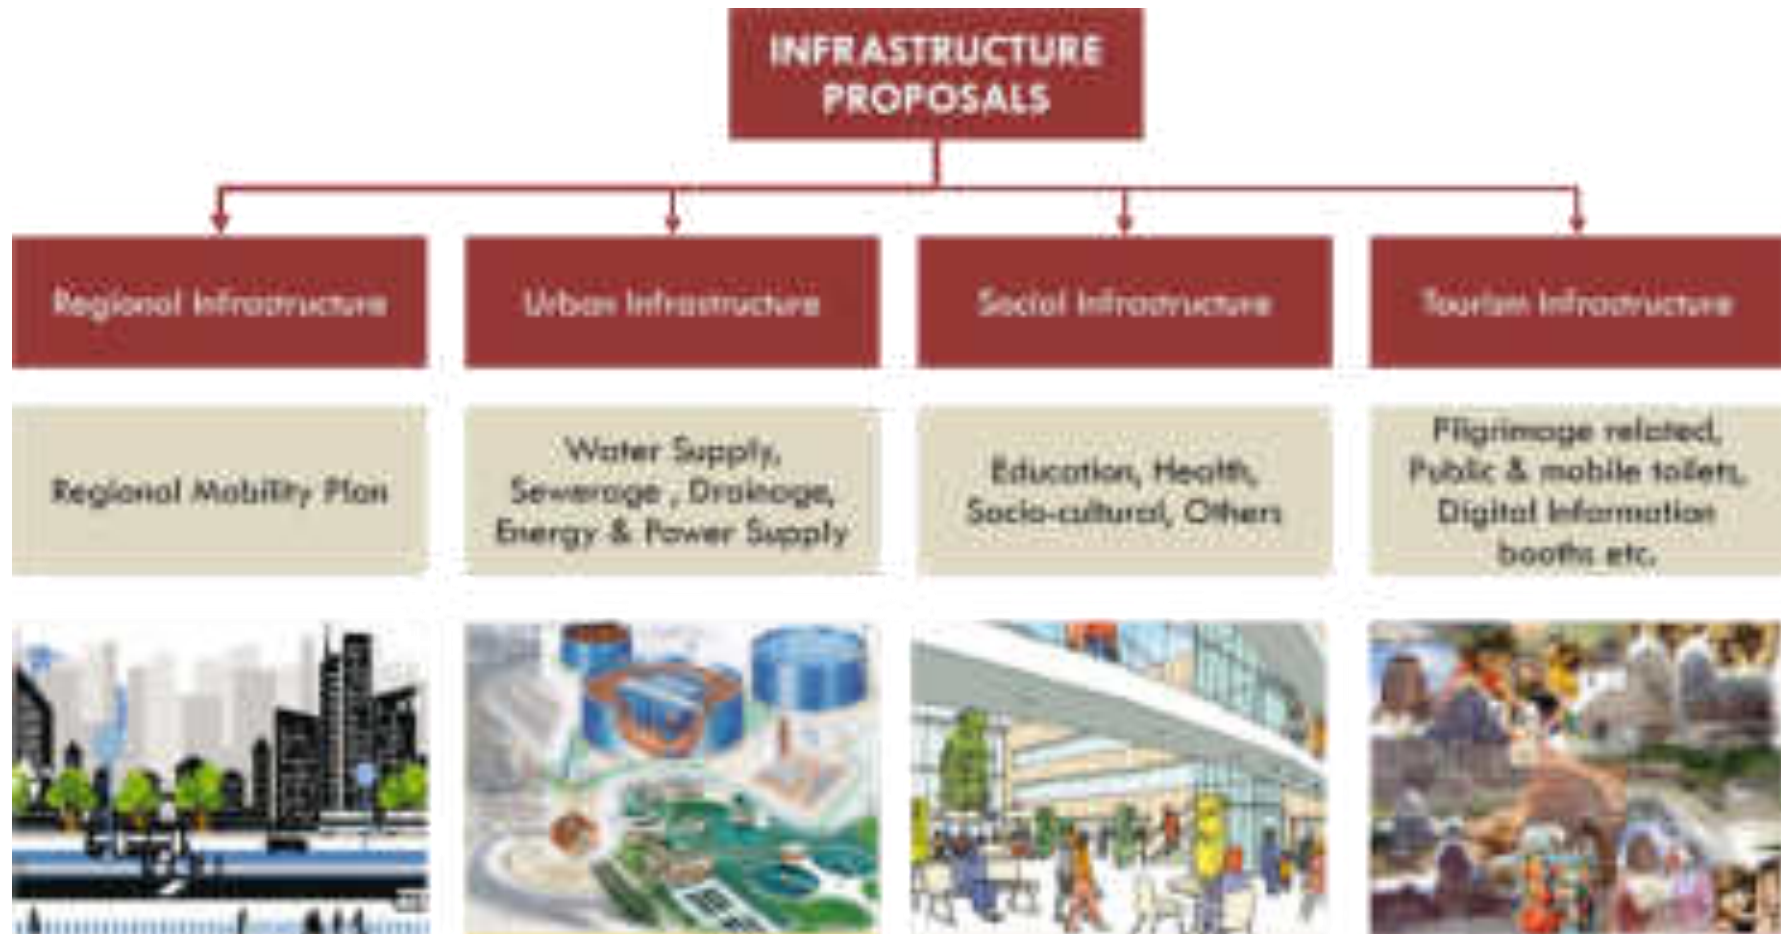 INFRASTRUCTURE
PROPOSALS
Regional Infrastructure
Urban Infrastructure
Social Infrastructure
Tourism Infrastructure
Regional Mobility Plan
Water Supply,
Sewerage , Drainage,
Energy & Power Supply
Education, Health,
Socio-cultural, Others
Pilgrimage related,
Public & mobile toilets,
Digital Information
booths etc.